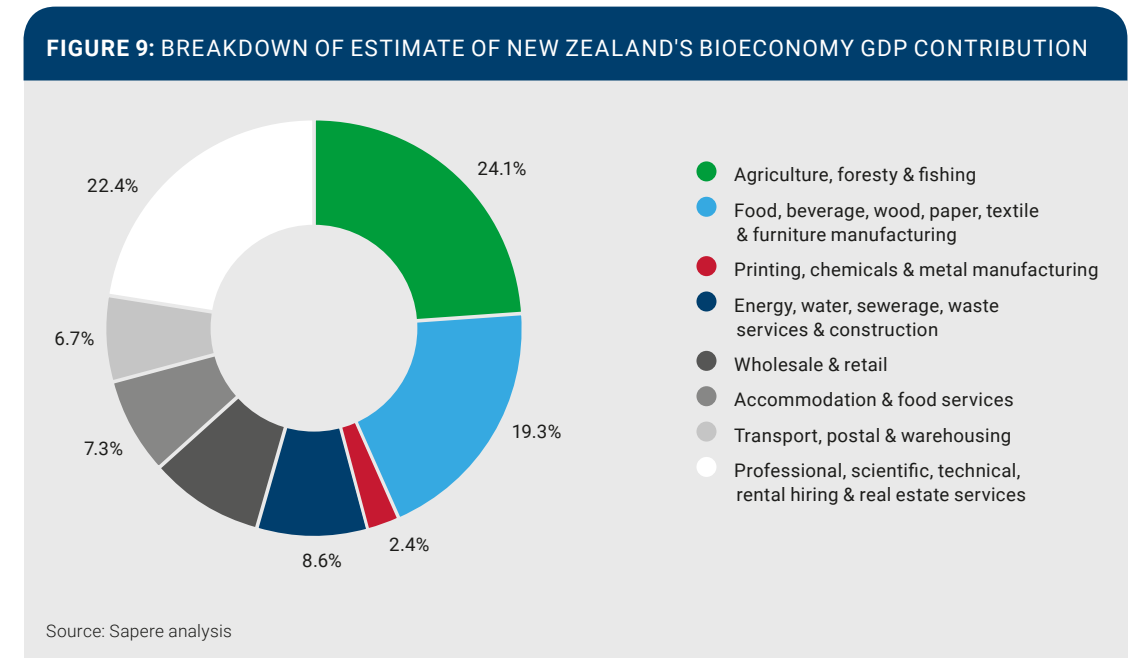 FIGURE 9: BREAKDOWN OF ESTIMATE OF NEW ZEALAND'S BIOECONOMY GDP CONTRIBUTION
24.1%
19.3%
2.4%
8.6%
7.3%
6.7%
22.4%
Agriculture, foresty & fishing
Food, beverage, wood, paper, textile
& furniture manufacturing
Printing, chemicals & metal manufacturing
Energy, water, sewerage, waste
services & construction
Wholesale & retail
Accommodation & food services
Transport, postal & warehousing
Professional, scientific, technical,
rental hiring & real estate services
Source: Sapere analysis